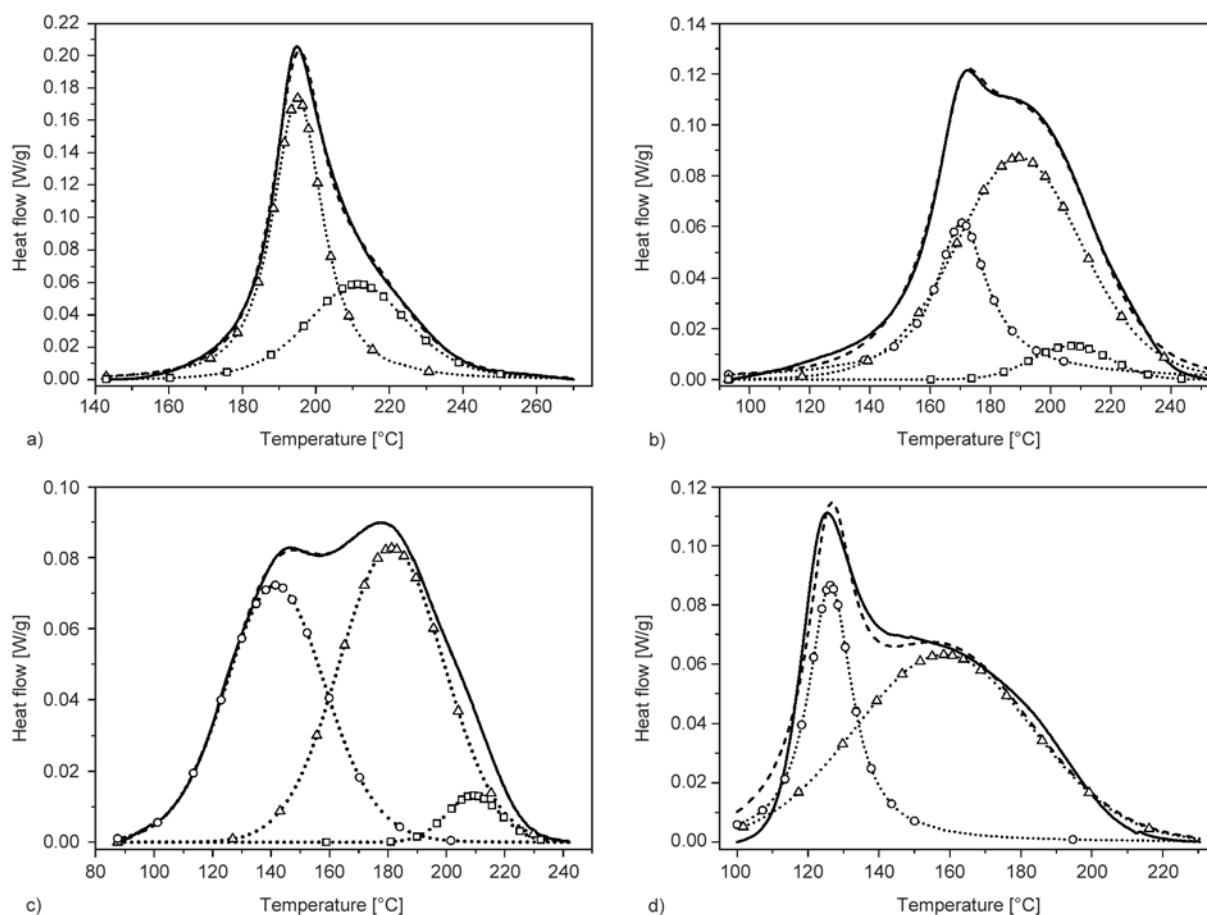 0.22
0.20
0.18
0.16
0.14
0.12
0.10
0.08
0.06
0.04
0.02
0.00
Heat flow [W/g]
140 160 180 200 220 240 260
a) Temperature [°C]
0.14
0.12
0.10
0.08
0.06
0.04
0.02
0.00
Heat flow [W/g]
100 120 140 160 180 200 220 240
b) Temperature [°C]
0.10
0.08
0.06
0.04
0.02
0.00
Heat flow [W/g]
80 100 120 140 160 180 200 220 240
c) Temperature [°C]
0.12
0.10
0.08
0.06
0.04
0.02
0.00
Heat flow [W/g]
100 120 140 160 180 200 220
d) Temperature [°C]